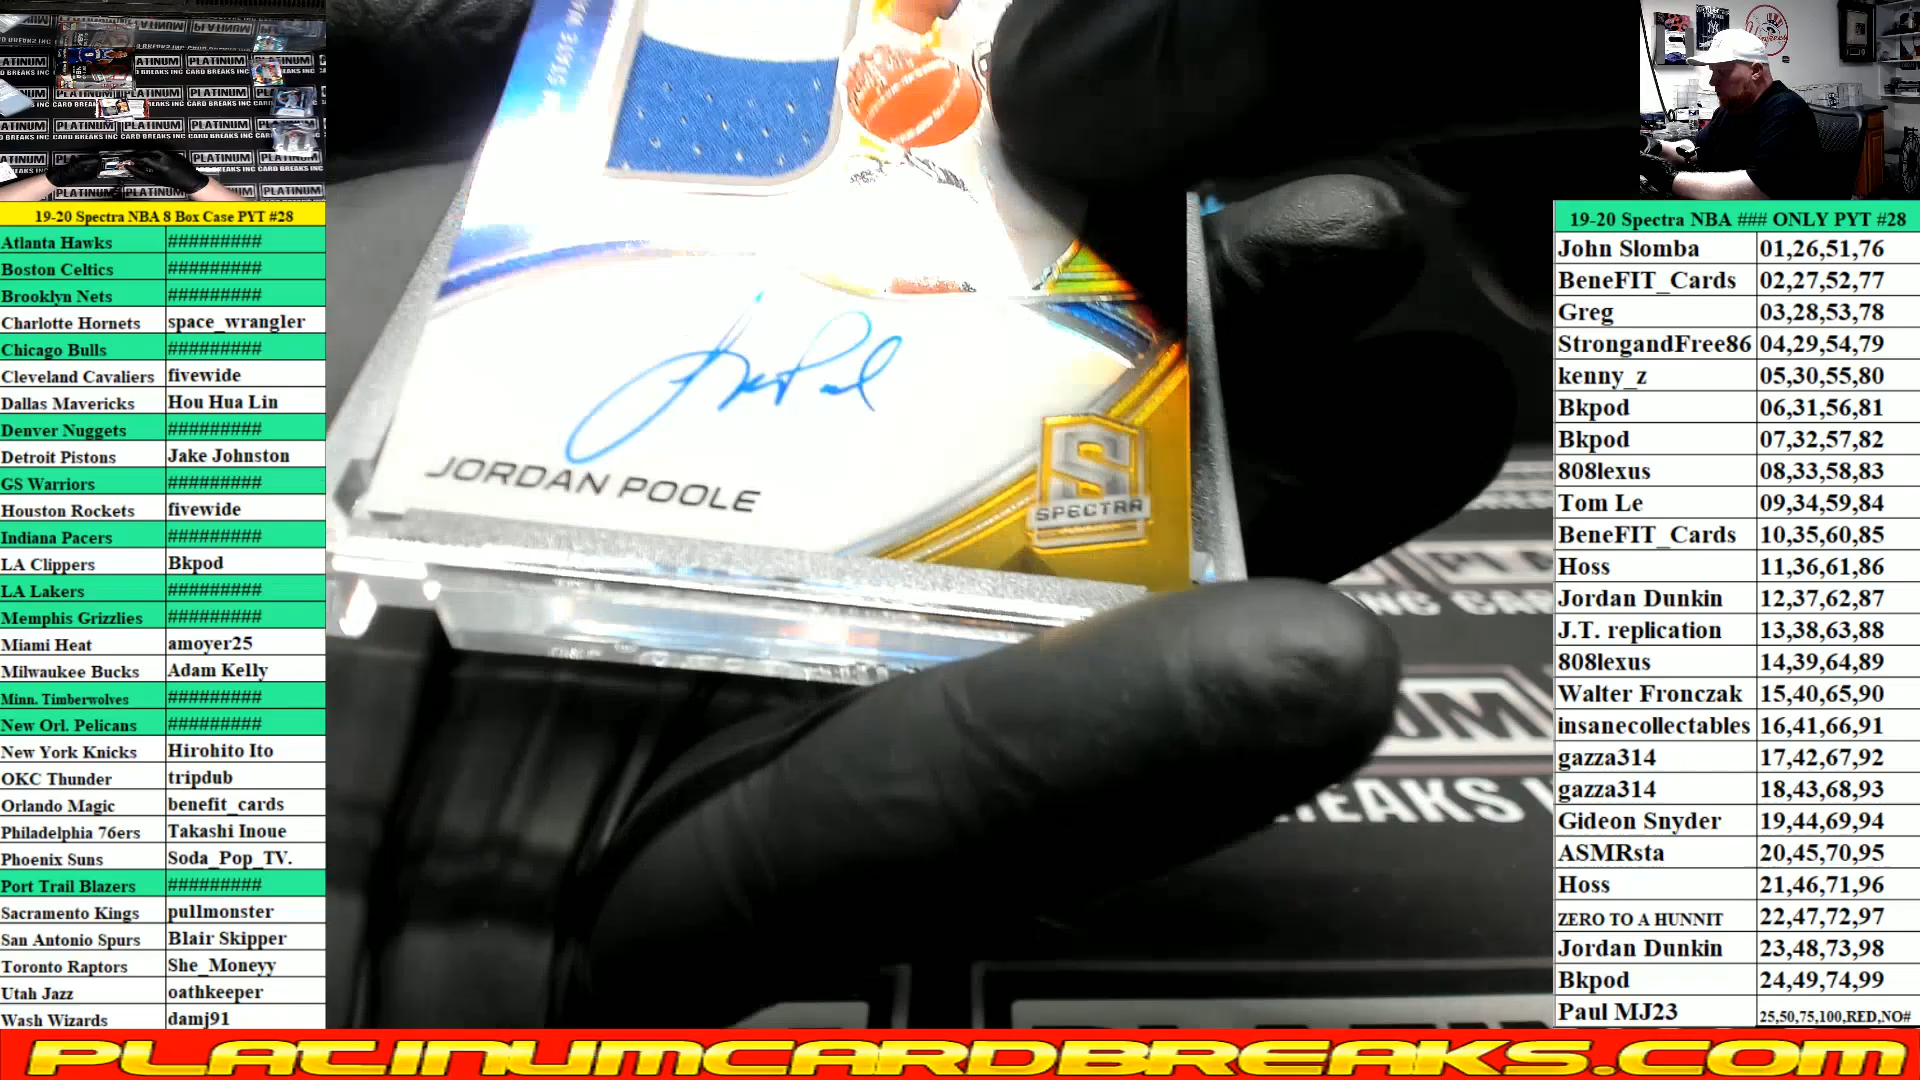 19-20 Spectra NBA 8 Box Case PYT #28
Atlanta Hawks #########
Boston Celtics #########
Brooklyn Nets #########
Charlotte Hornets space_wrangler
Chicago Bulls #########
Cleveland Cavaliers fivewide
Dallas Mavericks Hou Hua Lin
Denver Nuggets #########
Detroit Pistons Jake Johnston
GS Warriors #########
Houston Rockets fivewide
Indiana Pacers #########
LA Clippers Bkpod
LA Lakers #########
Memphis Grizzlies #########
Miami Heat amoyer25
Milwaukee Bucks Adam Kelly
Minn. Timberwolves #########
New Orl. Pelicans #########
New York Knicks Hirohito Ito
OKC Thunder tripdub
Orlando Magic benefit_cards
Philadelphia 76ers Takashi Inoue
Phoenix Suns Soda_Pop_TV.
Port Trail Blazers #########
Sacramento Kings pullmonster
San Antonio Spurs Blair Skipper
Toronto Raptors She_Moneyy
Utah Jazz oathkeeper
Wash Wizards damj91
JORDAN POOLE
S
SPECTRA
19-20 Spectra NBA ### ONLY PYT #28
John Slomba 01,26,51,76
BeneFIT_Cards 02,27,52,77
Greg 03,28,53,78
StrongandFree86 04,29,54,79
kenny_z 05,30,55,80
Bkpod 06,31,56,81
Bkpod 07,32,57,82
808lexus 08,33,58,83
Tom Le 09,34,59,84
BeneFIT_Cards 10,35,60,85
Hoss 11,36,61,86
Jordan Dunkin 12,37,62,87
J.T. replication 13,38,63,88
808lexus 14,39,64,89
Walter Fronczak 15,40,65,90
insanecollectables 16,41,66,91
gazza314 17,42,67,92
gazza314 18,43,68,93
Gideon Snyder 19,44,69,94
ASMRsta 20,45,70,95
Hoss 21,46,71,96
ZERO TO A HUNNIT 22,47,72,97
Jordan Dunkin 23,48,73,98
Bkpod 24,49,74,99
Paul MJ23 25,50,75,100,RED,NO#
PLATINUMCARDBREAKS.COM